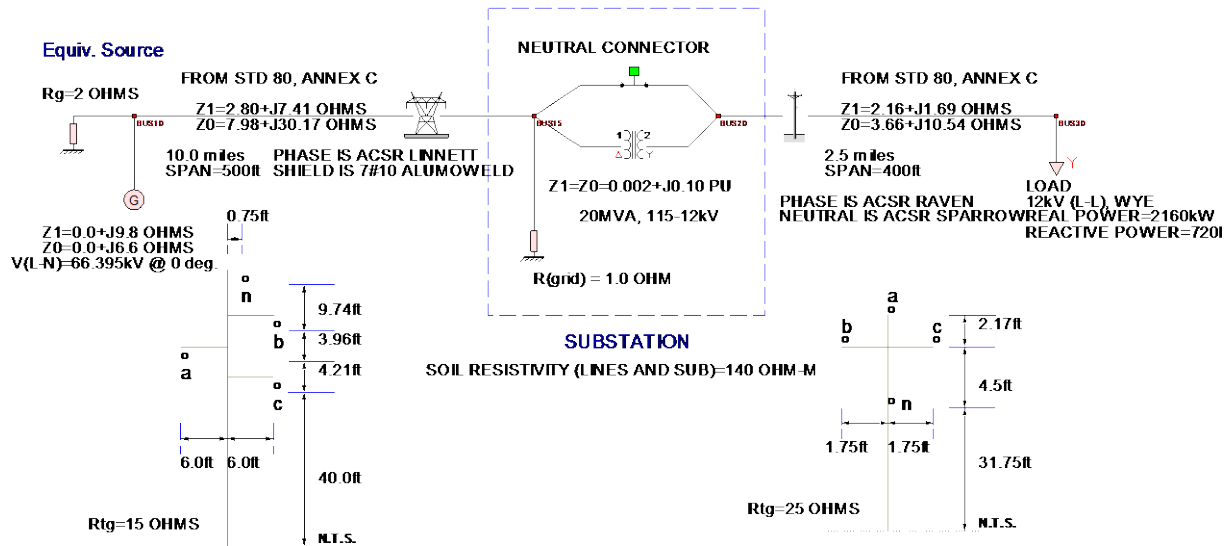 Equiv. Source
NEUTRAL CONNECTOR
Rg=2 OHMS
FROM STD 80, ANNEX C
Z1=2.80+J7.41 OHMS
Z0=7.98+J30.17 OHMS
BUS1D
10.0 miles PHASE IS ACSR LINNETT
SPAN=500ft SHIELD IS 7#10 ALUMOWELD
G
Z1=0.0+J9.8 OHMS
Z0=0.0+J6.6 OHMS
V(L-N)=66.395kV @ 0 deg.
BUS1S
1 2
Y
BUS2D
Z1=Z0=0.002+J0.10 PU
20MVA, 115-12kV
R(grid) = 1.0 OHM
SUBSTATION
SOIL RESISTIVITY (LINES AND SUB)=140 OHM-M
FROM STD 80, ANNEX C
Z1=2.16+J1.69 OHMS
Z0=3.66+J10.54 OHMS
BUS3D
2.5 miles
SPAN=400ft
PHASE IS ACSR RAVEN
NEUTRAL IS ACSR SPARROW
Y
LOAD
12kV (L-L), WYE
REAL POWER=2160kW
REACTIVE POWER=720
0.75ft
n
9.74ft
b
3.96ft
a
4.21ft
c
6.0ft 6.0ft
40.0ft
Rtg=15 OHMS
N.T.S.
a
b
c
2.17ft
4.5ft
n
1.75ft 1.75ft
31.75ft
Rtg=25 OHMS
N.T.S.